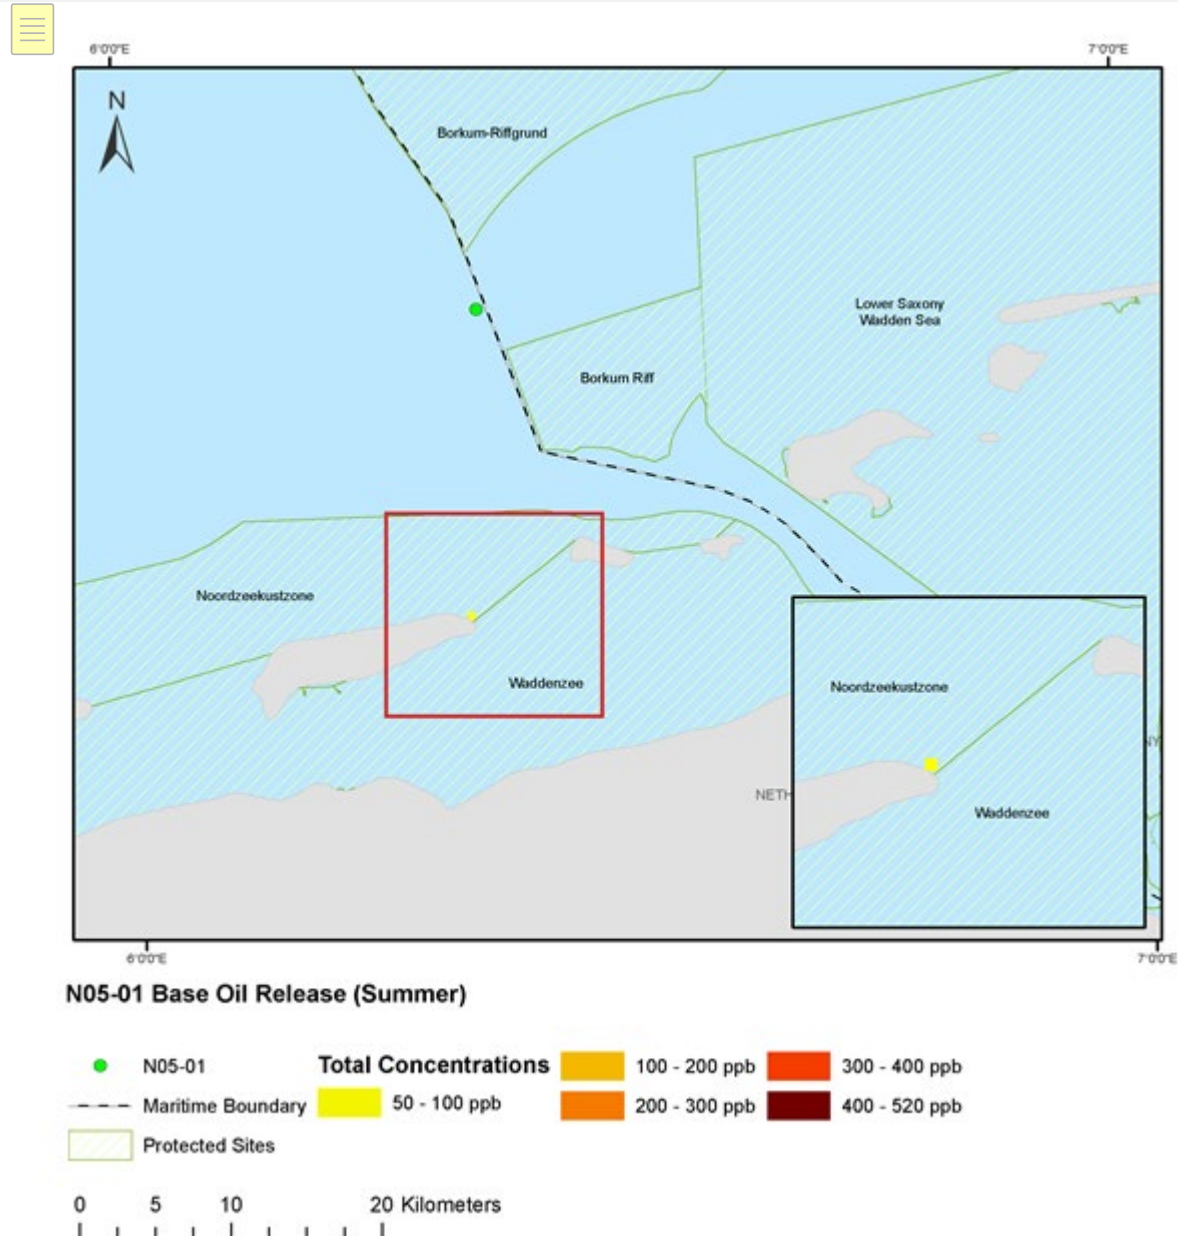 6°0'0"E 7°0'0"E
N
Borkum-Riffgrund
Lower Saxony
Wadden Sea
Borkum Riff
Noordzeekustzone
Waddenzee
Noordzeekustzone
NY
NETH
Waddenzee
6°0'0"E 7°0'0"E
N05-01 Base Oil Release (Summer)
N05-01
Maritime Boundary
Protected Sites
Total Concentrations
50 - 100 ppb
100 - 200 ppb
200 - 300 ppb
300 - 400 ppb
400 - 520 ppb
0 5 10 20 Kilometers